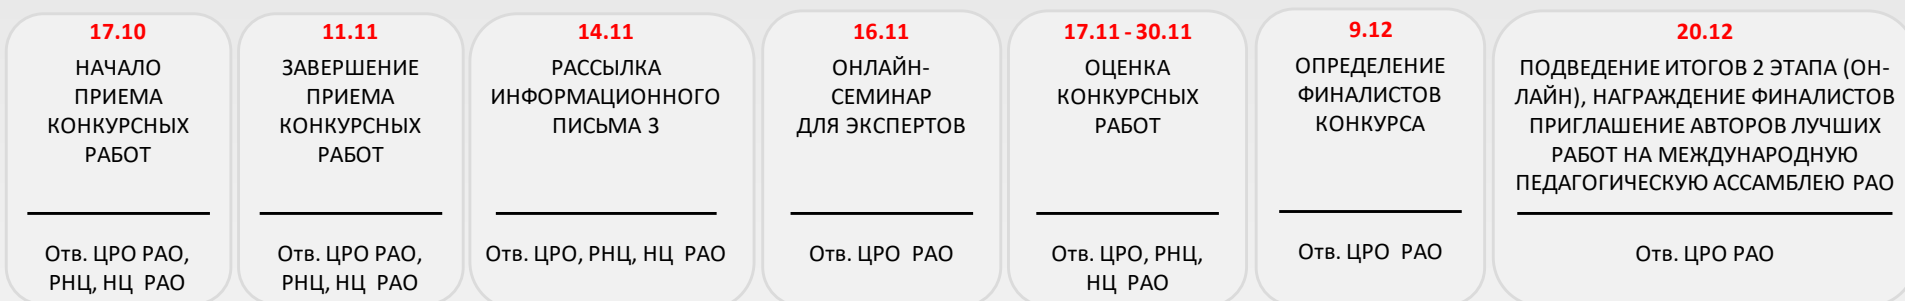 17.10
НАЧАЛО
ПРИЕМА
КОНКУРСНЫХ
РАБОТ
Отв. ЦРО РАО,
РНЦ, НЦ РАО
11.11
ЗАВЕРШЕНИЕ
ПРИЕМА
КОНКУРСНЫХ
РАБОТ
Отв. ЦРО РАО,
РНЦ, НЦ РАО
14.11
РАССЫЛКА
ИНФОРМАЦИОННОГО
ПИСЬМА 3
Отв. ЦРО, РНЦ, НЦ РАО
16.11
ОНЛАЙН-
СЕМИНАР
ДЛЯ ЭКСПЕРТОВ
Отв. ЦРО РАО
17.11 - 30.11
ОЦЕНКА
КОНКУРСНЫХ
РАБОТ
Отв. ЦРО, РНЦ,
НЦ РАО
9.12
ОПРЕДЕЛЕНИЕ
ФИНАЛИСТОВ
КОНКУРСА
Отв. ЦРО РАО
20.12
ПОДВЕДЕНИЕ ИТОГОВ 2 ЭТАПА (ОН-
ЛАЙН), НАГРАЖДЕНИЕ ФИНАЛИСТОВ
ПРИГЛАШЕНИЕ АВТОРОВ ЛУЧШИХ
РАБОТ НА МЕЖДУНАРОДНУЮ
ПЕДАГОГИЧЕСКУЮ АССАМБЛЕЮ РАО
Отв. ЦРО РАО